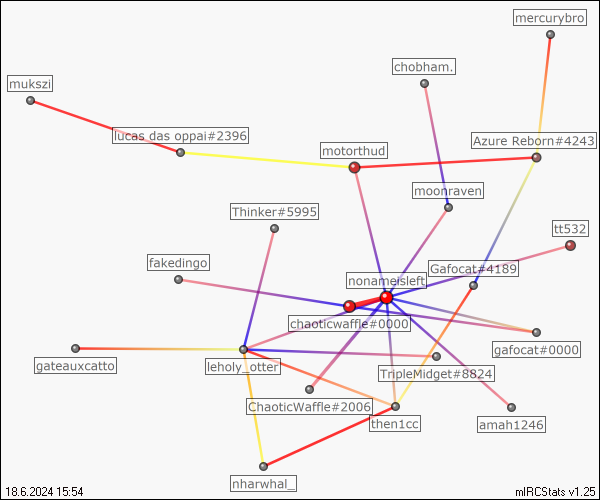 mercurybro
chobham.
mukszi
lucas das oppai#2396
Azure Reborn#4243
motorthud
moonraven
Thinker#5995
tt532
fakedingo
Gafocat#4189
nonameisleft
chaoticwaffle#0000
gafocat#0000
gateauxcatto
leholy_otter
TripleMidget#8824
ChaoticWaffle#2006
then1cc
amah1246
nharwhal_
18.6.2024 15:54
mIRCStats v1.25